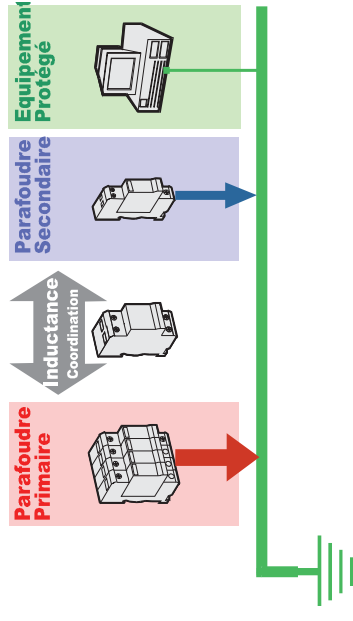 Parafoudre
Primaire
Inductance
Coordination
Parafoudre
Secondaire
Equipement
Protégé